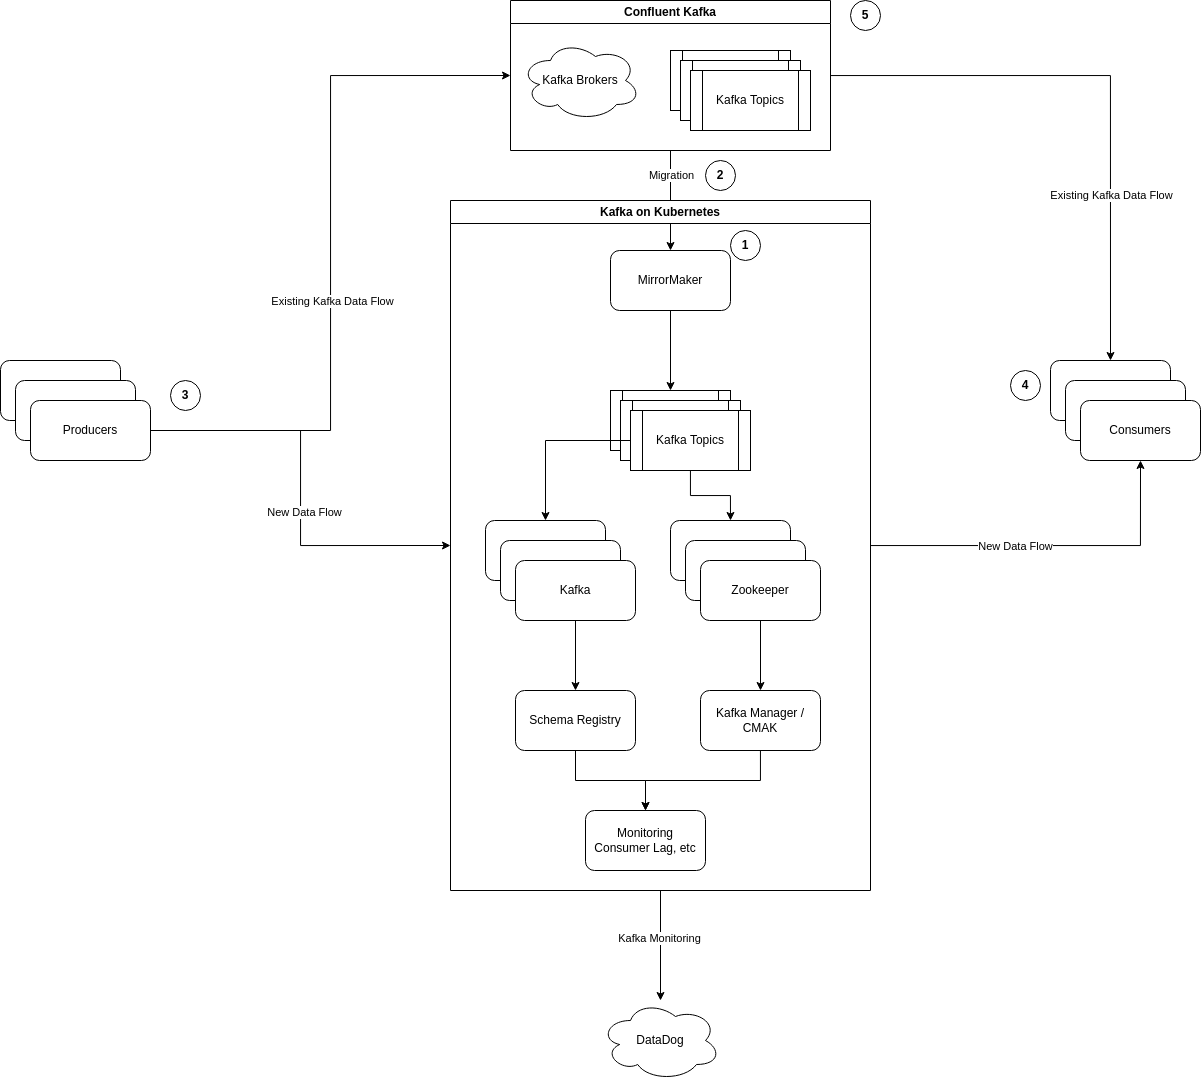 Confluent Kafka
5
Kafka Brokers
Kafka Topics
Migration
2
Existing Kafka Data Flow
Kafka on Kubernetes
1
MirrorMaker
Existing Kafka Data Flow
3
4
Producers
Kafka Topics
Consumers
New Data Flow
New Data Flow
Kafka
Zookeeper
Schema Registry
Kafka Manager /
CMAK
Monitoring
Consumer Lag, etc
Kafka Monitoring
DataDog